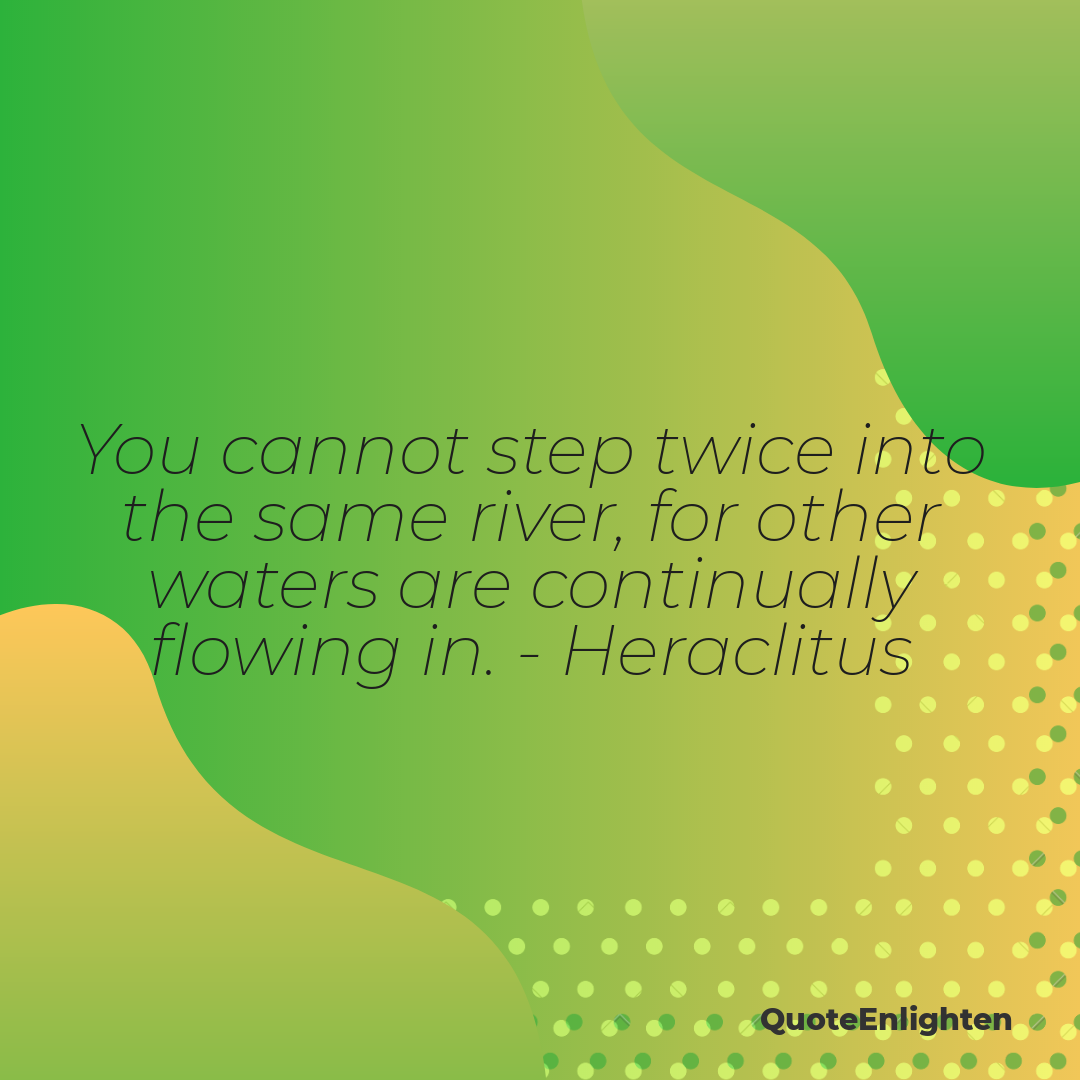 You cannot step twice into
the same river, for other
waters are continually
flowing in. - Heraclitus
QuoteEnlighten